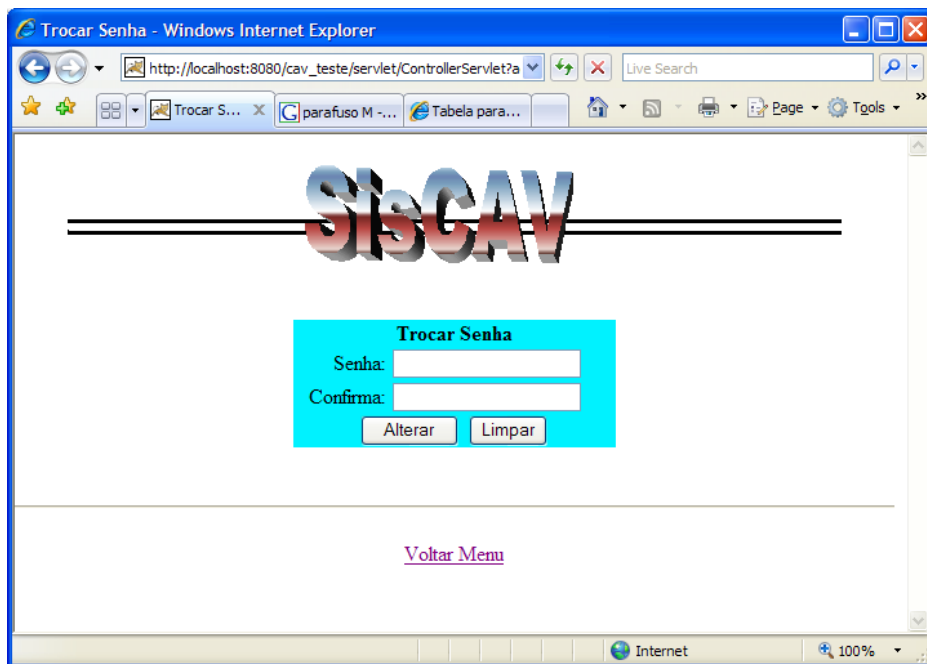 Trocar Senha - Windows Internet Explorer
http://localhost:8080/cav_teste/servlet/ControllerServlet?a
Live Search
Trocar S... X
parafuso M -...
Tabela para...
Page
Tools
»
SisCAV
Trocar Senha
Senha:
Confirma:
Alterar Limpar
Voltar Menu
Internet
100%